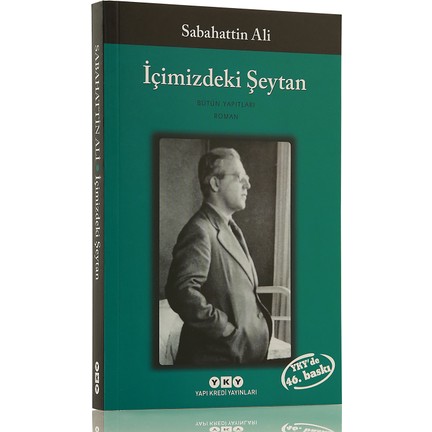 Sabahattin Ali
İçimizdeki Şeytan
BÜTÜN YAPITLARI
ROMAN
YKY'de
46. baskı
YKY
YAPI KREDİ YAYINLARI
SABAHATTİN ALİ - İçimizdeki Şeytan